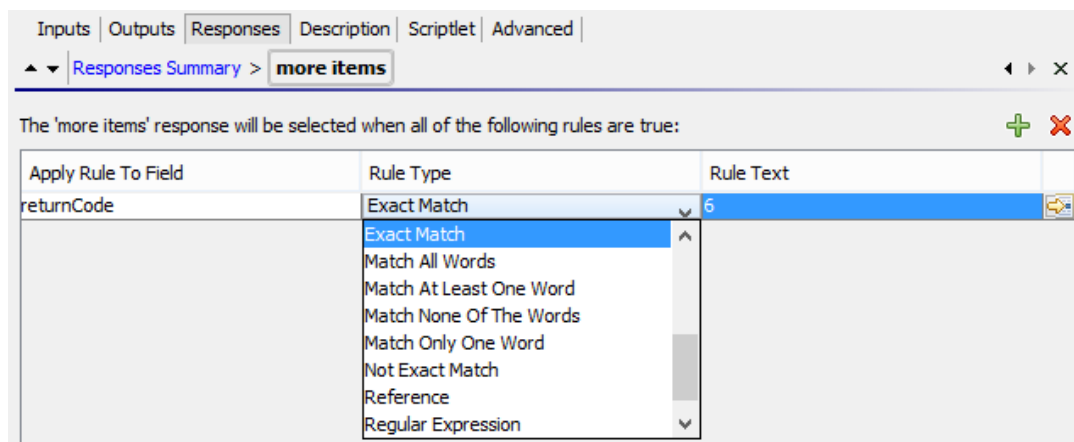 Inputs Outputs Responses Description Scriptlet Advanced
Responses Summary > more items
The 'more items' response will be selected when all of the following rules are true:
Apply Rule To Field Rule Type Rule Text
returnCode Exact Match 6
Exact Match
Match All Words
Match At Least One Word
Match None Of The Words
Match Only One Word
Not Exact Match
Reference
Regular Expression